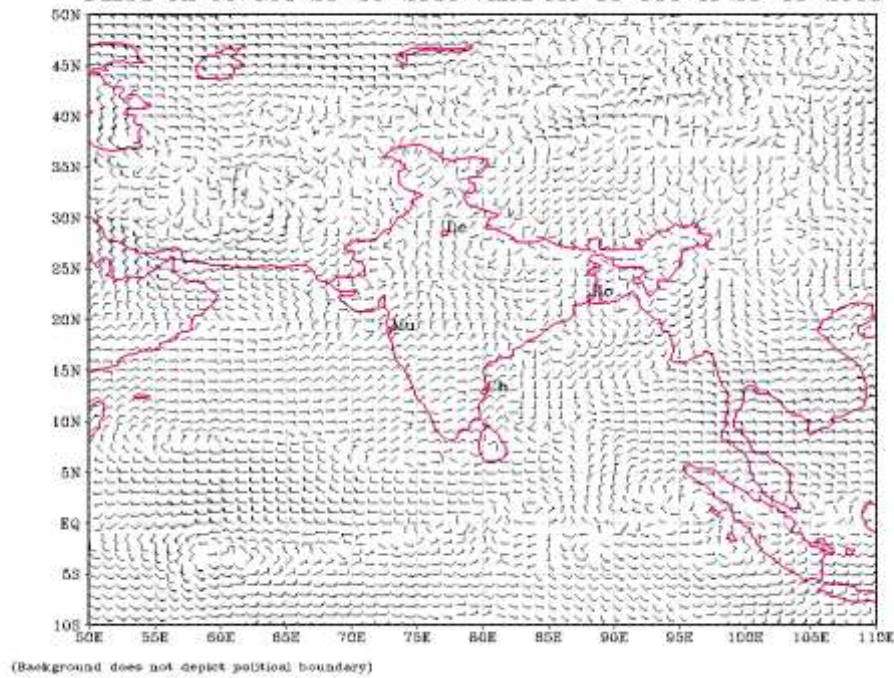 50N
45N
40N
35N
30N
25N
20N
15N
10N
5N
EQ
5S
10S
De
Mu
Ch
50E 55E 60E 65E 70E 75E 80E 85E 90E 95E 100E 105E 110E
(Background does not depict political boundary)